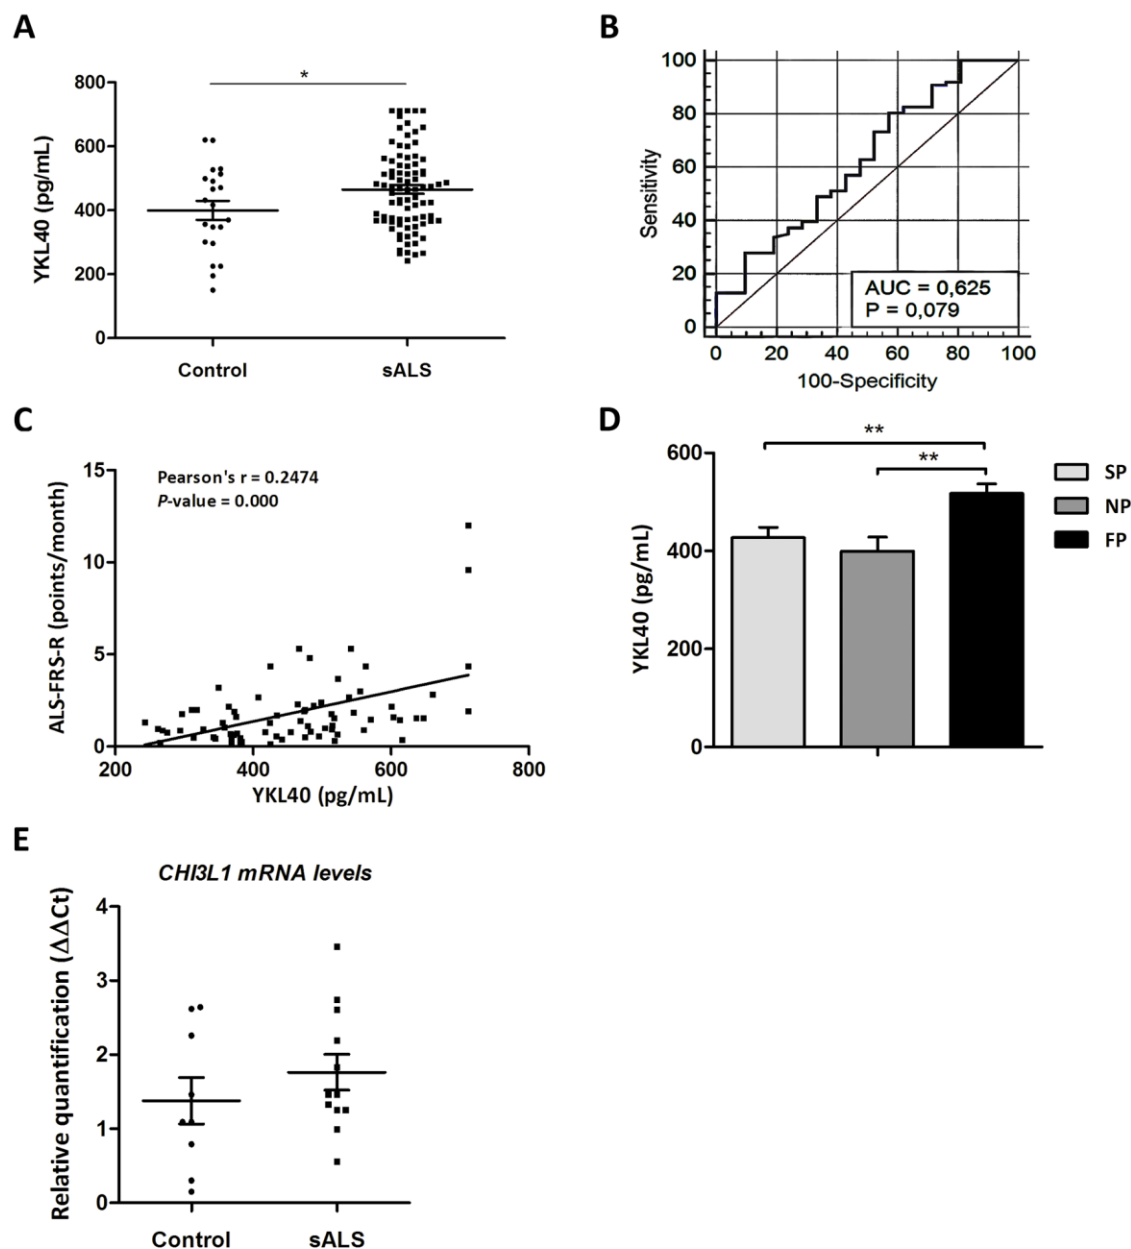 A
YKL40 (pg/mL)
800
600
400
200
0
*
Control
sALS
B
Sensitivity
100
80
60
40
20
0
AUC = 0,625
P = 0,079
0 20 40 60 80 100
100-Specificity
C
ALS-FRS-R (points/month)
15
10
5
0
Pearson's r = 0.2474
P-value = 0.000
200 400 600 800
YKL40 (pg/mL)
D
YKL40 (pg/mL)
600
400
200
0
**
**
SP
NP
FP
E
CHI3L1 mRNA levels
Relative quantification (ΔΔCt)
4
3
2
1
0
Control
sALS